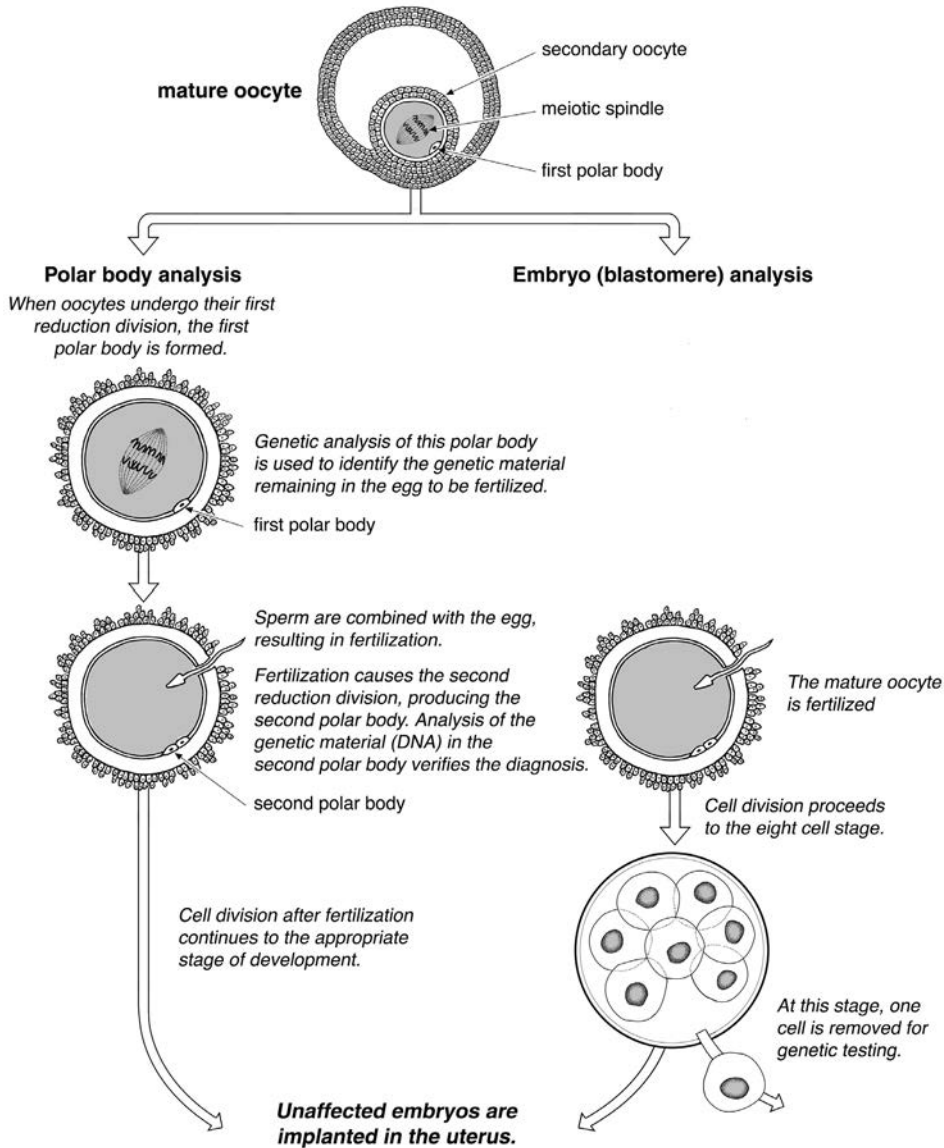 secondary oocyte
mature oocyte
meiotic spindle
first polar body
Polar body analysis
When oocytes undergo their first
reduction division, the first
polar body is formed.
Genetic analysis of this polar body
is used to identify the genetic material
remaining in the egg to be fertilized.
first polar body
Sperm are combined with the egg,
resulting in fertilization.
Fertilization causes the second
reduction division, producing the
second polar body. Analysis of the
genetic material (DNA) in the
second polar body verifies the diagnosis.
second polar body
Cell division after fertilization
continues to the appropriate
stage of development.
Embryo (blastomere) analysis
The mature oocyte
is fertilized
Cell division proceeds
to the eight cell stage.
At this stage, one
cell is removed for
genetic testing.
Unaffected embryos are
implanted in the uterus.